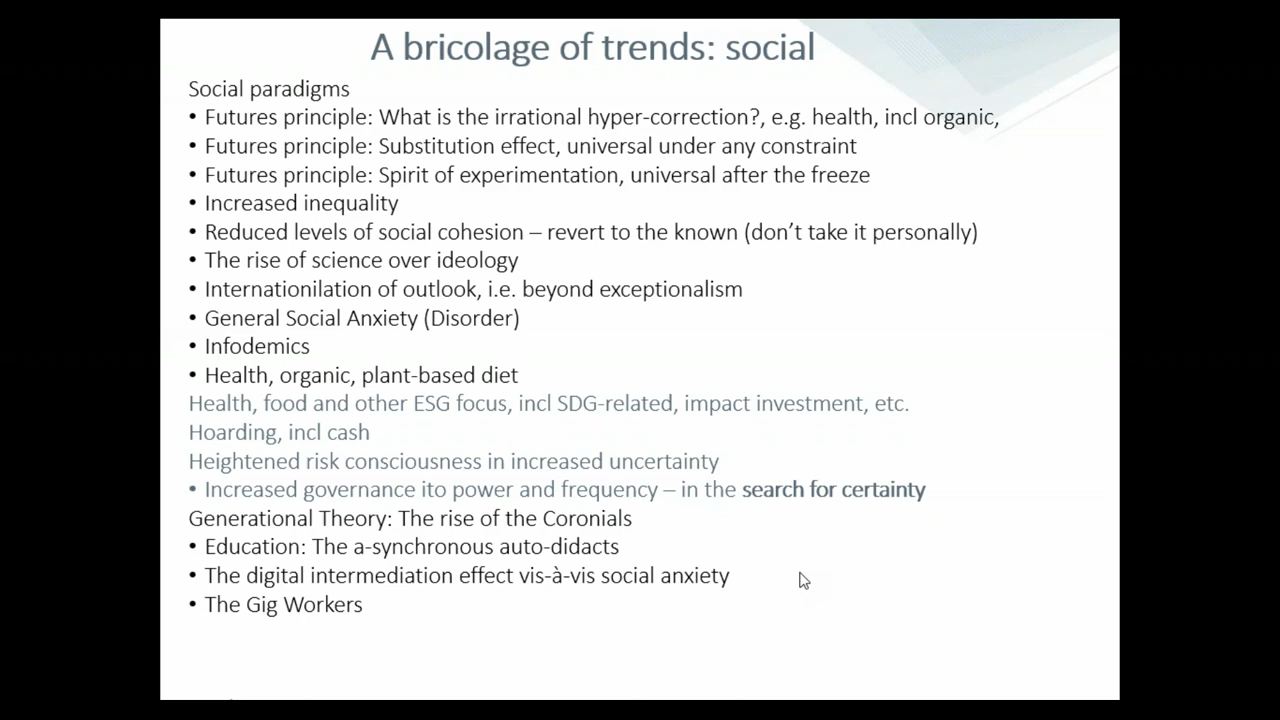 A bricolage of trends: social
Social paradigms
• Futures principle: What is the irrational hyper-correction?, e.g. health, incl organic,
• Futures principle: Substitution effect, universal under any constraint
• Futures principle: Spirit of experimentation, universal after the freeze
• Increased inequality
• Reduced levels of social cohesion – revert to the known (don’t take it personally)
• The rise of science over ideology
• Internationilation of outlook, i.e. beyond exceptionalism
• General Social Anxiety (Disorder)
• Infodemics
• Health, organic, plant-based diet
Health, food and other ESG focus, incl SDG-related, impact investment, etc.
Hoarding, incl cash
Heightened risk consciousness in increased uncertainty
• Increased governance ito power and frequency – in the search for certainty
Generational Theory: The rise of the Coronials
• Education: The a-synchronous auto-didacts
• The digital intermediation effect vis-à-vis social anxiety
• The Gig Workers